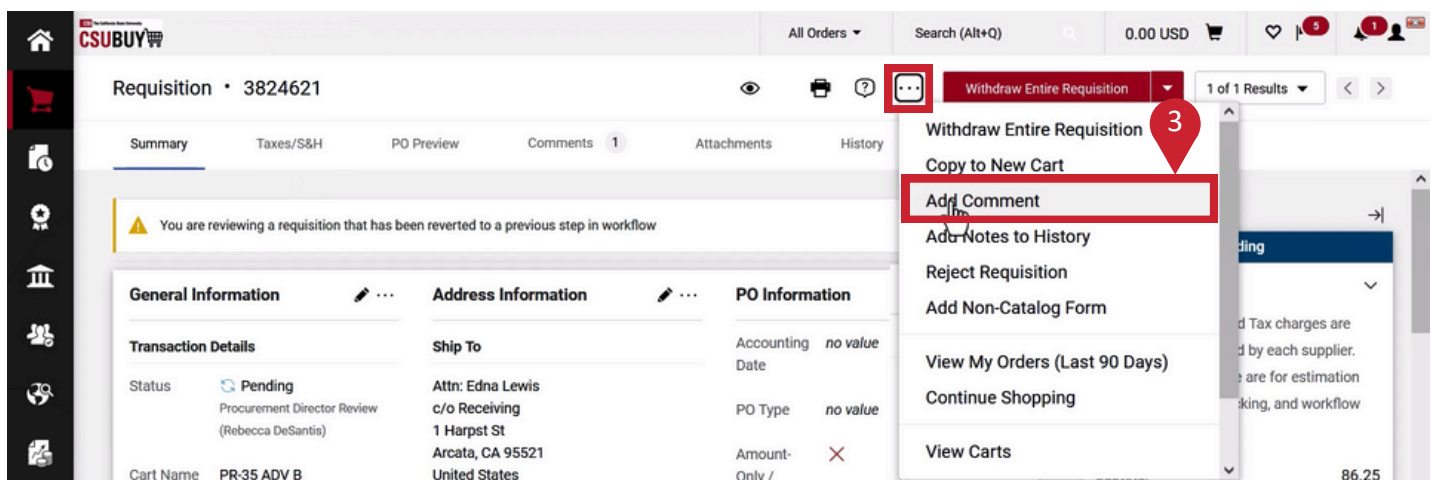 CSU The California State University
CSUBUY
All Orders
Search (Alt+Q)
0.00 USD
5
1
Requisition • 3824621
Withdraw Entire Requisition
1 of 1 Results
Summary
Taxes/S&H
PO Preview
Comments 1
Attachments
History
3
Withdraw Entire Requisition
Copy to New Cart
Add Comment
Add Notes to History
Reject Requisition
Add Non-Catalog Form
View My Orders (Last 90 Days)
Continue Shopping
View Carts
You are reviewing a requisition that has been reverted to a previous step in workflow
General Information
Transaction Details
Status Pending
Procurement Director Review
(Rebecca DeSantis)
Cart Name PR-35 ADV B
Address Information
Ship To
Attn: Edna Lewis
c/o Receiving
1 Harpst St
Arcata, CA 95521
United States
PO Information
Accounting no value
Date
PO Type no value
Amount-
Only /
ding
d Tax charges are
d by each supplier.
e are for estimation
king, and workflow
86.25